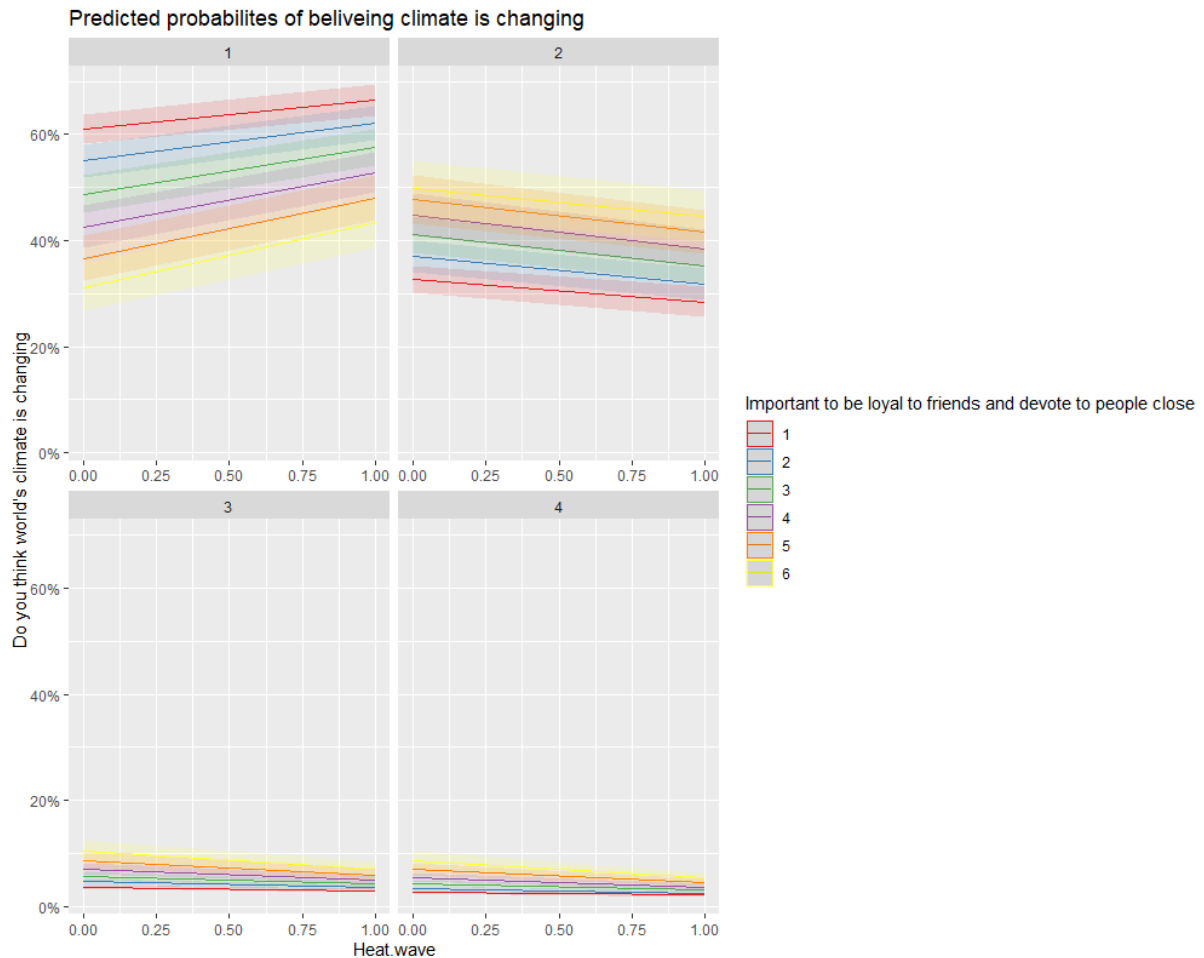 Predicted probabilites of beliveing climate is changing
1
2
60%
40%
20%
0%
0.00 0.25 0.50 0.75 1.00
0.00 0.25 0.50 0.75 1.00
3
4
60%
40%
20%
0%
0.00 0.25 0.50 0.75 1.00
0.00 0.25 0.50 0.75 1.00
Do you think world's climate is changing
Heat.wave
Important to be loyal to friends and devote to people close
1
2
3
4
5
6